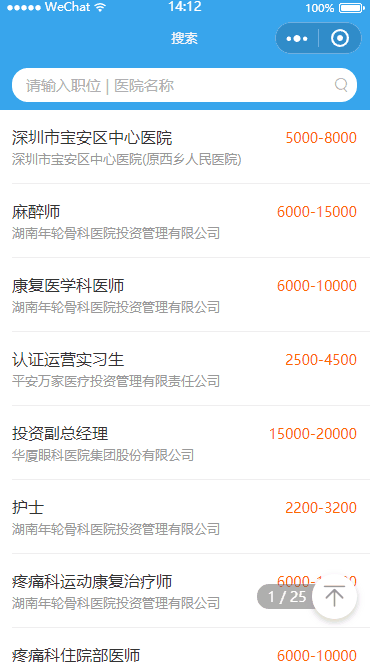 WeChat
14:12
100%
搜索
请输入职位 | 医院名称
深圳市宝安区中心医院
5000-8000
深圳市宝安区中心医院(原西乡人民医院)
麻醉师
6000-15000
湖南年轮骨科医院投资管理有限公司
康复医学科医师
6000-10000
湖南年轮骨科医院投资管理有限公司
认证运营实习生
2500-4500
平安万家医疗投资管理有限责任公司
投资副总经理
15000-20000
华厦眼科医院集团股份有限公司
护士
2200-3200
湖南年轮骨科医院投资管理有限公司
疼痛科运动康复治疗师
湖南年轮骨科医院投资管理有限公司
1 / 25
疼痛科住院部医师
6000-10000